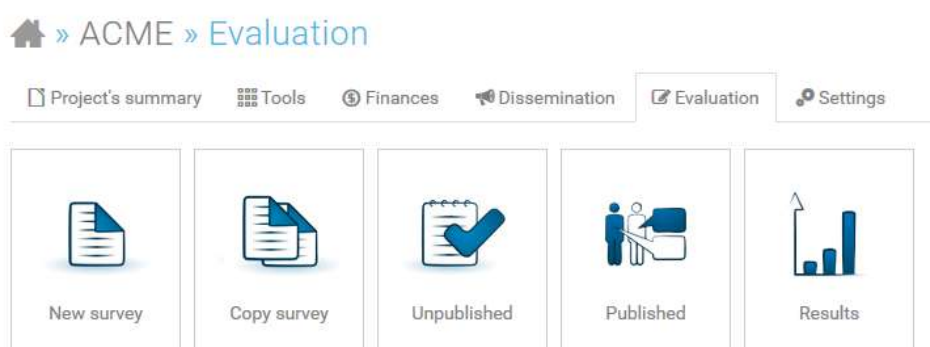 » ACME » Evaluation
Project's summary Tools Finances Dissemination Evaluation Settings
New survey Copy survey Unpublished Published Results